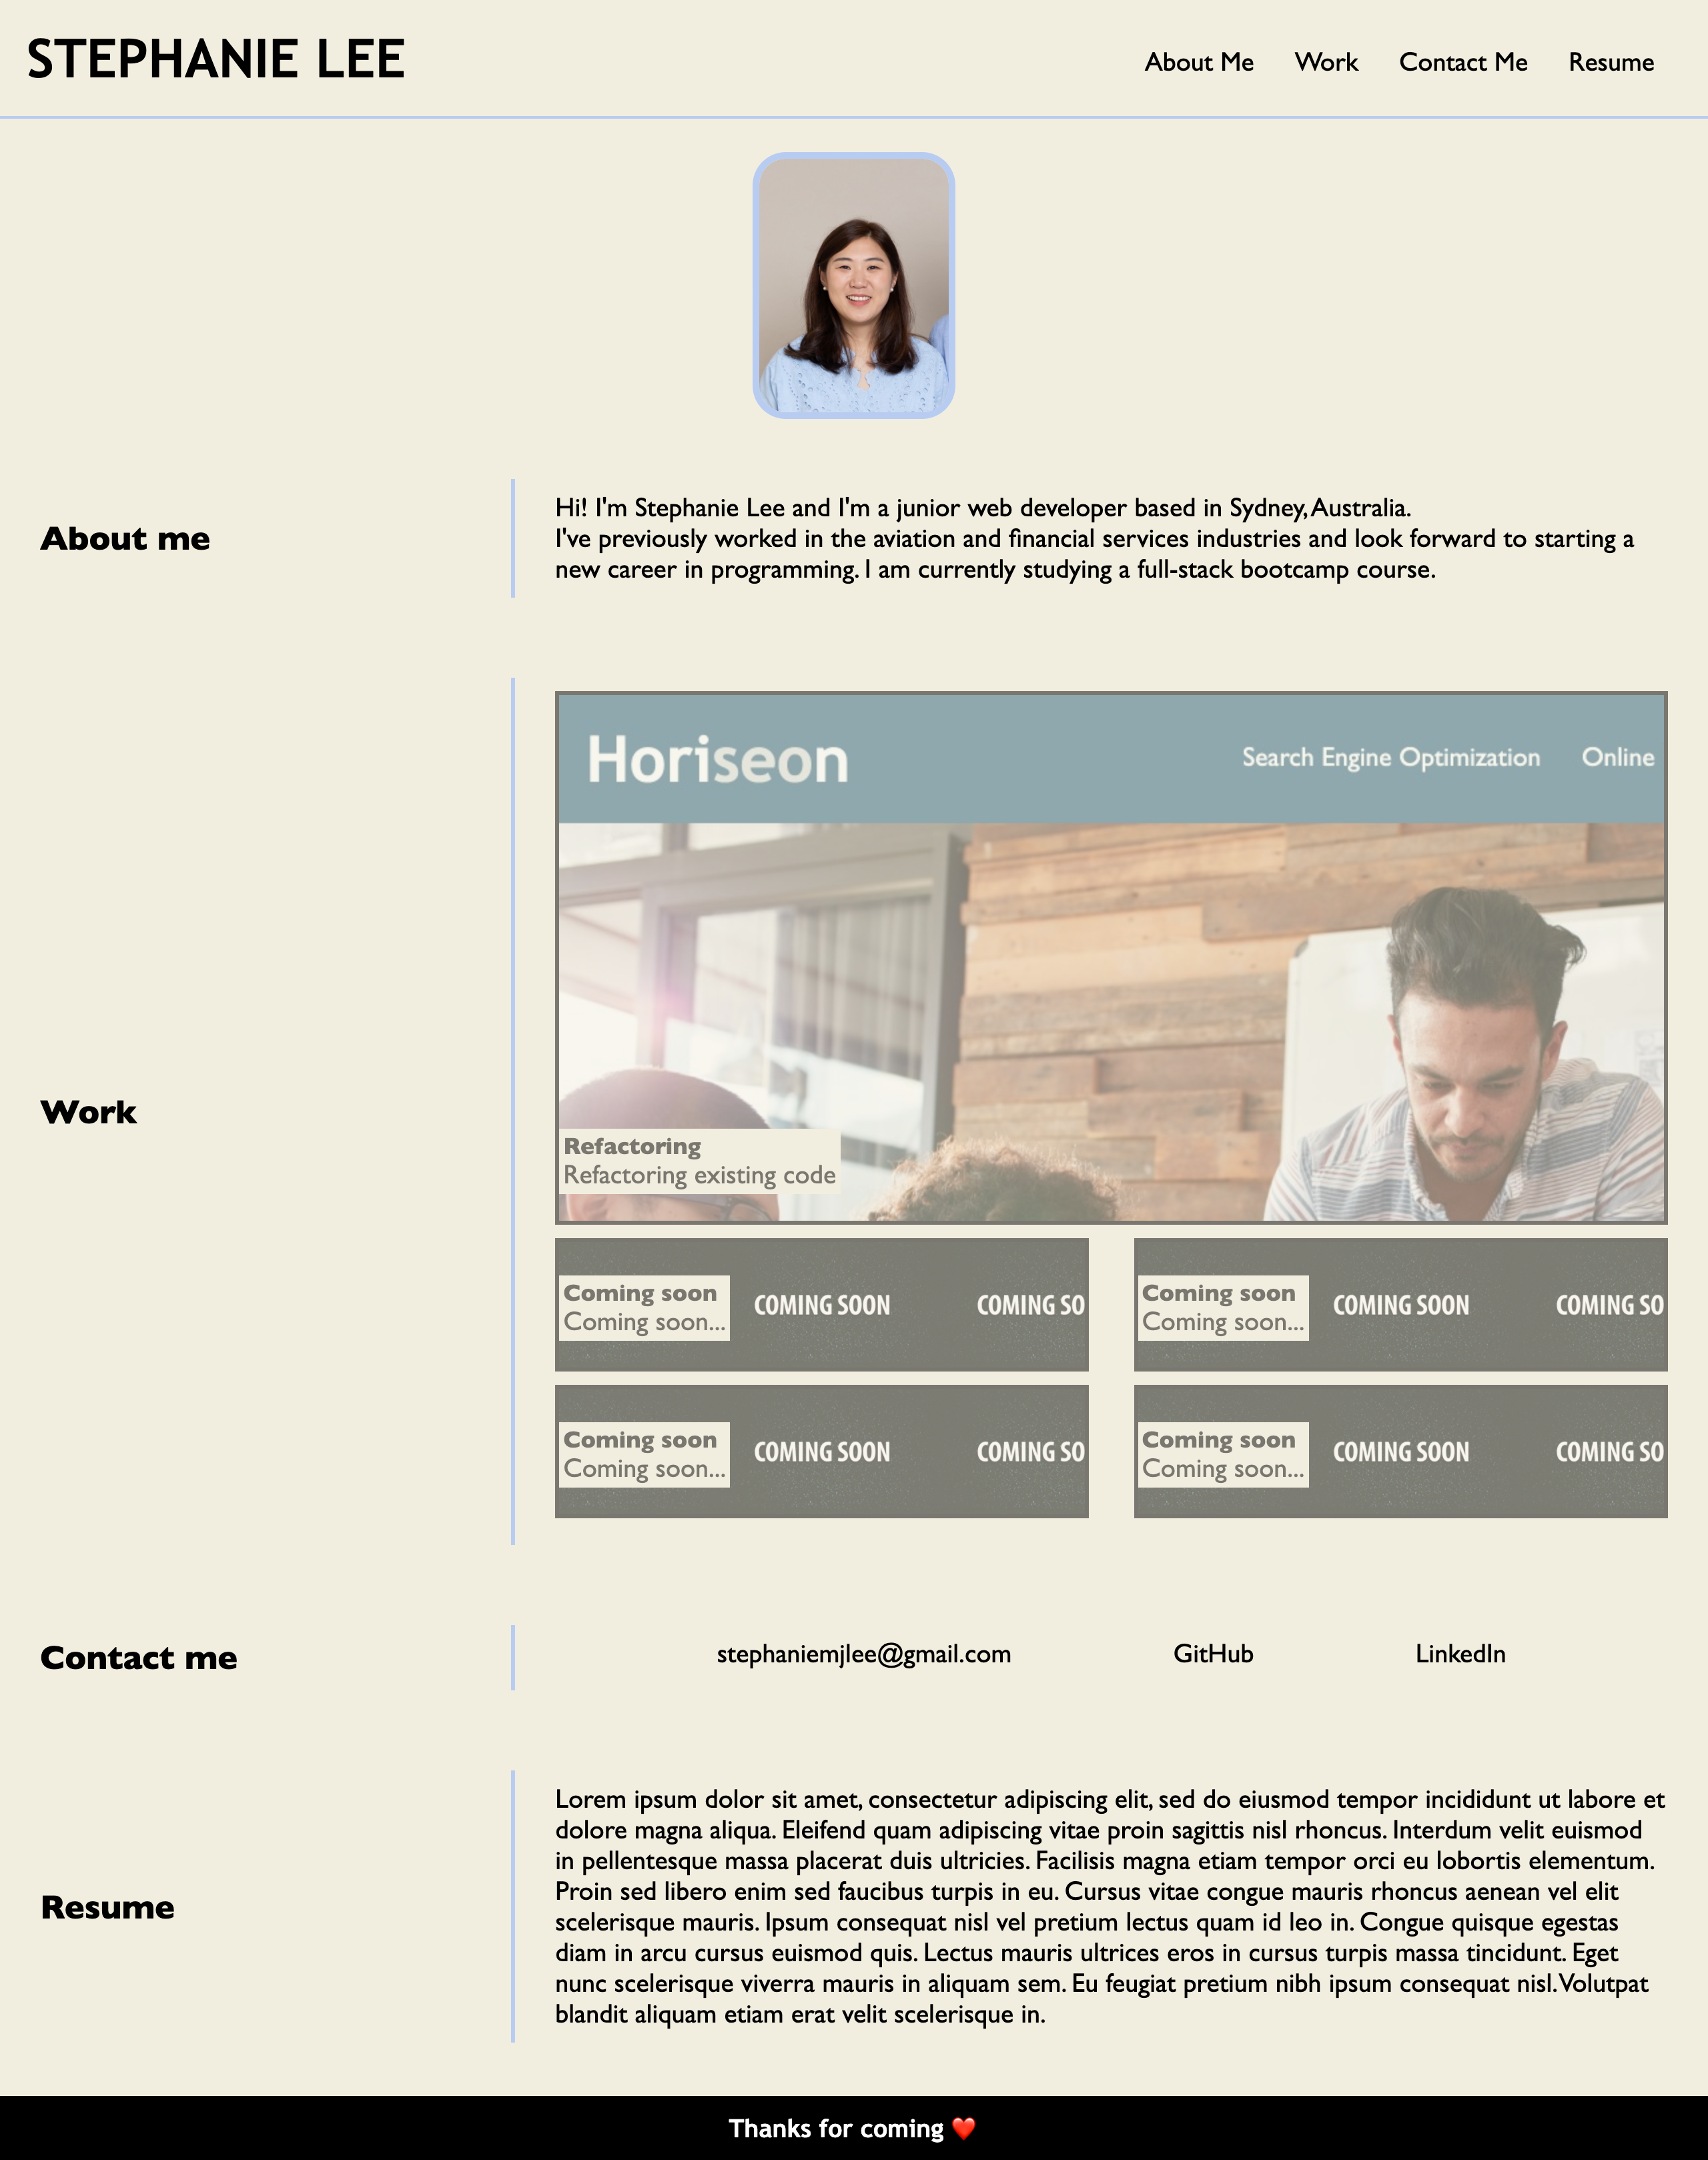 STEPHANIE LEE
About Me Work Contact Me Resume
About me
Hi! I'm Stephanie Lee and I'm a junior web developer based in Sydney, Australia.
I've previously worked in the aviation and financial services industries and look forward to starting a
new career in programming. I am currently studying a full-stack bootcamp course.
Work
Horiseon
Search Engine Optimization Online
Refactoring
Refactoring existing code
Coming soon
Coming soon...
COMING SOON COMING SO
Coming soon
Coming soon...
COMING SOON COMING SO
Coming soon
Coming soon...
COMING SOON COMING SO
Coming soon
Coming soon...
COMING SOON COMING SO
Contact me
stephaniemjlee@gmail.com GitHub LinkedIn
Resume
Lorem ipsum dolor sit amet, consectetur adipiscing elit, sed do eiusmod tempor incididunt ut labore et
dolore magna aliqua. Eleifend quam adipiscing vitae proin sagittis nisl rhoncus. Interdum velit euismod
in pellentesque massa placerat duis ultricies. Facilisis magna etiam tempor orci eu lobortis elementum.
Proin sed libero enim sed faucibus turpis in eu. Cursus vitae congue mauris rhoncus aenean vel elit
scelerisque mauris. Ipsum consequat nisl vel pretium lectus quam id leo in. Congue quisque egestas
diam in arcu cursus euismod quis. Lectus mauris ultrices eros in cursus turpis massa tincidunt. Eget
nunc scelerisque viverra mauris in aliquam sem. Eu feugiat pretium nibh ipsum consequat nisl. Volutpat
blandit aliquam etiam erat velit scelerisque in.
Thanks for coming ❤️